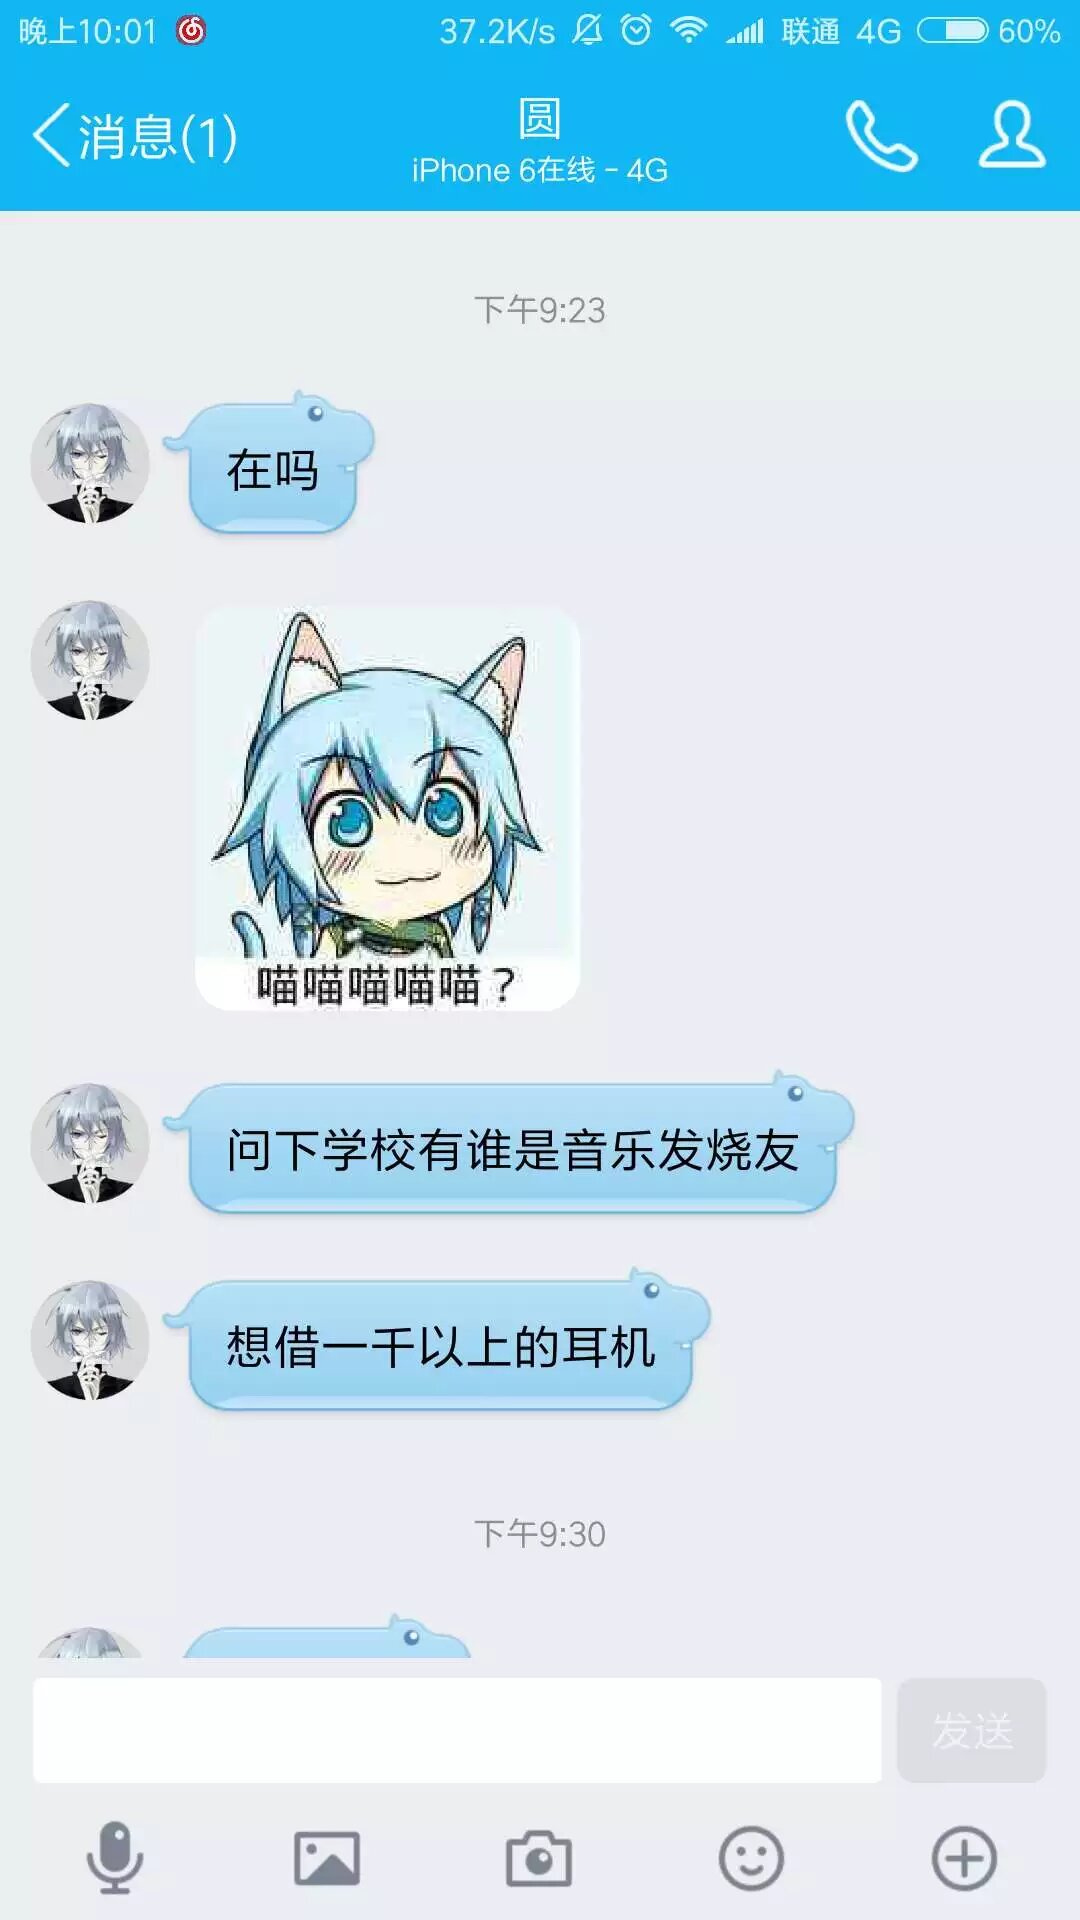 晚上10:01 37.2K/s 联通 4G 60%
消息(1)
圆
iPhone 6在线 - 4G
下午9:23
在吗
喵喵喵喵喵？
问下学校有谁是音乐发烧友
想借一千以上的耳机
下午9:30
发送